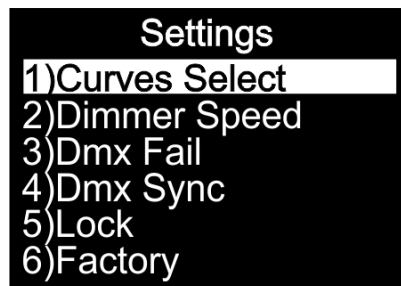 Settings
1)Curves Select
2)Dimmer Speed
3)Dmx Fail
4)Dmx Sync
5)Lock
6)Factory